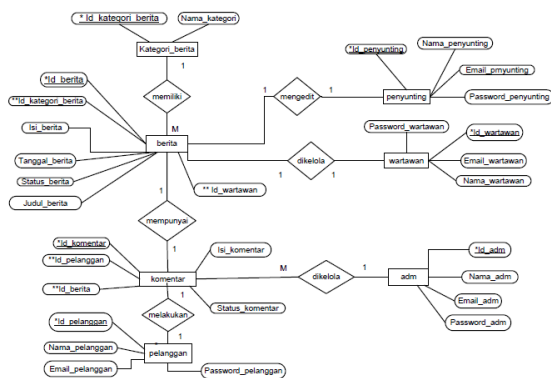 * Id_kategori_berita
Nama_kategori
Kategori_berita
1
memiliki
M
*Id_berita
**Id_kategori_berita
Isi_berita
Tanggal_berita
Status_berita
Judul_berita
berita
** Id_wartawan
1
mengedit
1
*Id_penyunting
Nama_penyunting
Email_prnyunting
Password_penyunting
penyunting
1
dikelola
1
Password_wartawan
*Id_wartawan
Email_wartawan
Nama_wartawan
wartawan
1
mempunyai
1
*Id_komentar
**Id_pelanggan
**Id_berita
Isi_komentar
Status_komentar
komentar
M
dikelola
1
*Id_adm
Nama_adm
Email_adm
Password_adm
adm
1
melakukan
1
*Id_pelanggan
Nama_pelanggan
Email_pelanggan
Password_pelanggan
pelanggan